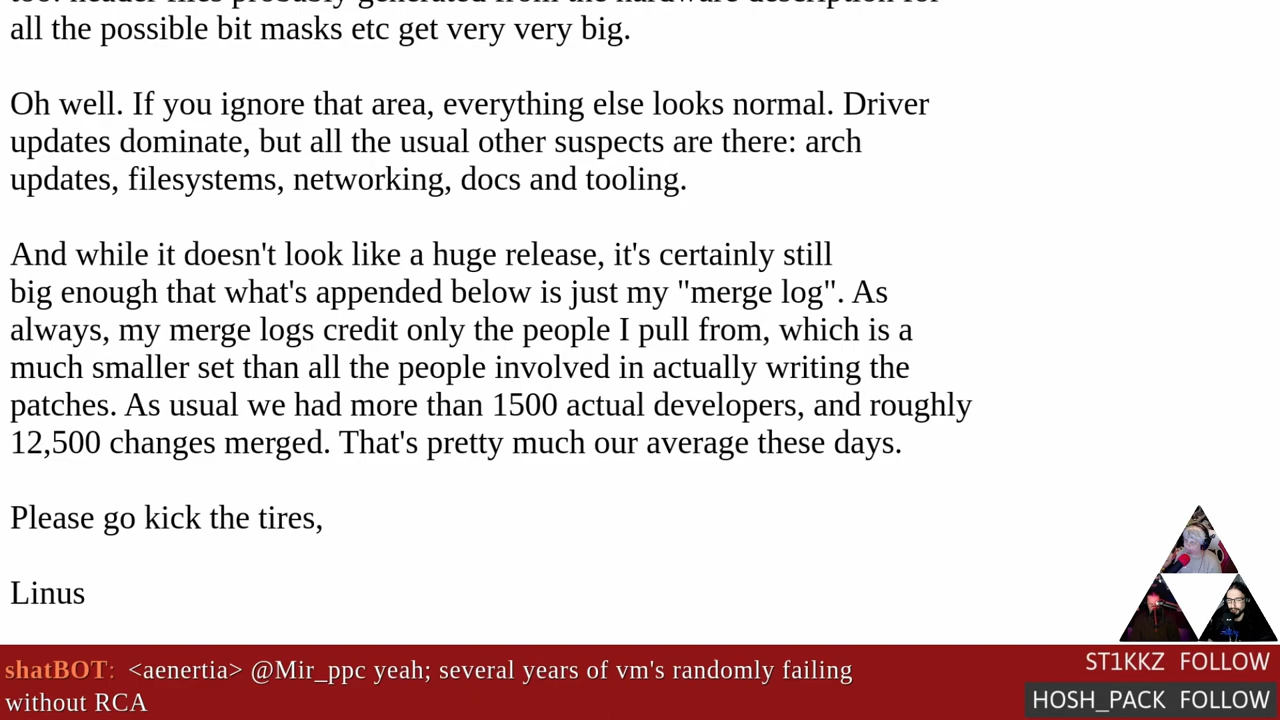 all the possible bit masks etc get very very big.
Oh well. If you ignore that area, everything else looks normal. Driver
updates dominate, but all the usual other suspects are there: arch
updates, filesystems, networking, docs and tooling.
And while it doesn't look like a huge release, it's certainly still
big enough that what's appended below is just my "merge log". As
always, my merge logs credit only the people I pull from, which is a
much smaller set than all the people involved in actually writing the
patches. As usual we had more than 1500 actual developers, and roughly
12,500 changes merged. That's pretty much our average these days.
Please go kick the tires,
Linus
shatBOT: <aenertia> @Mir_ppc yeah; several years of vm's randomly failing
without RCA
ST1KKZ FOLLOW
HOSH_PACK FOLLOW